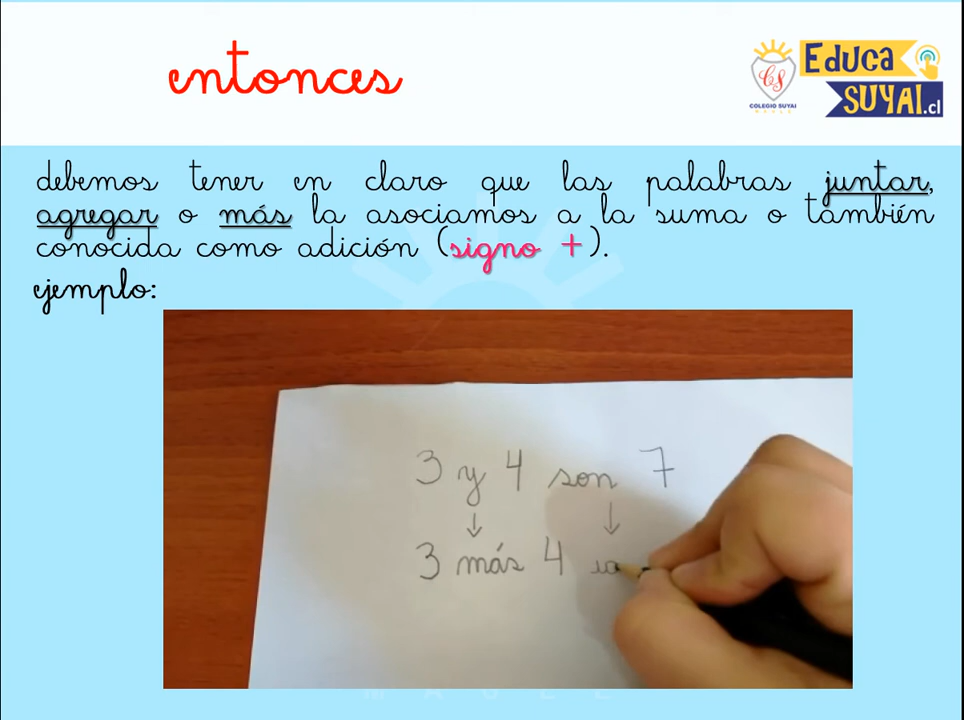 entonces
COLEGIO SUYAI
EDUCA
SUYAI.cl
debemos tener en claro que las palabras juntar,
agregar o más la asociamos a la suma o también
conocida como adición (signo +).
ejemplo:
3 y 4 son 7
3 más 4
M A U L E